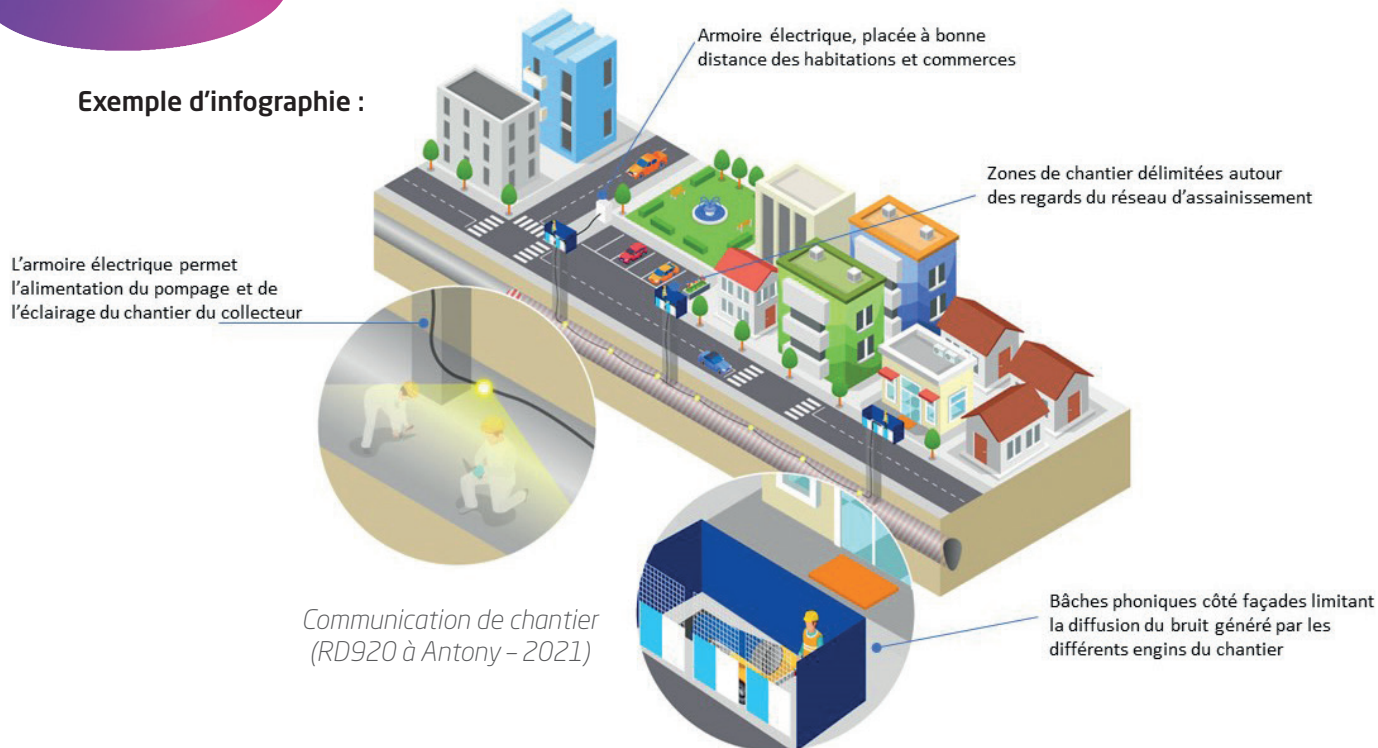 Exemple d'infographie :
Armoire électrique, placée à bonne
distance des habitations et commerces
Zones de chantier délimitées autour
des regards du réseau d'assainissement
L'armoire électrique permet
l'alimentation du pompage et de
l'éclairage du chantier du collecteur
Communication de chantier
(RD920 à Antony – 2021)
Bâches phoniques côté façades limitant
la diffusion du bruit généré par les
différents engins du chantier